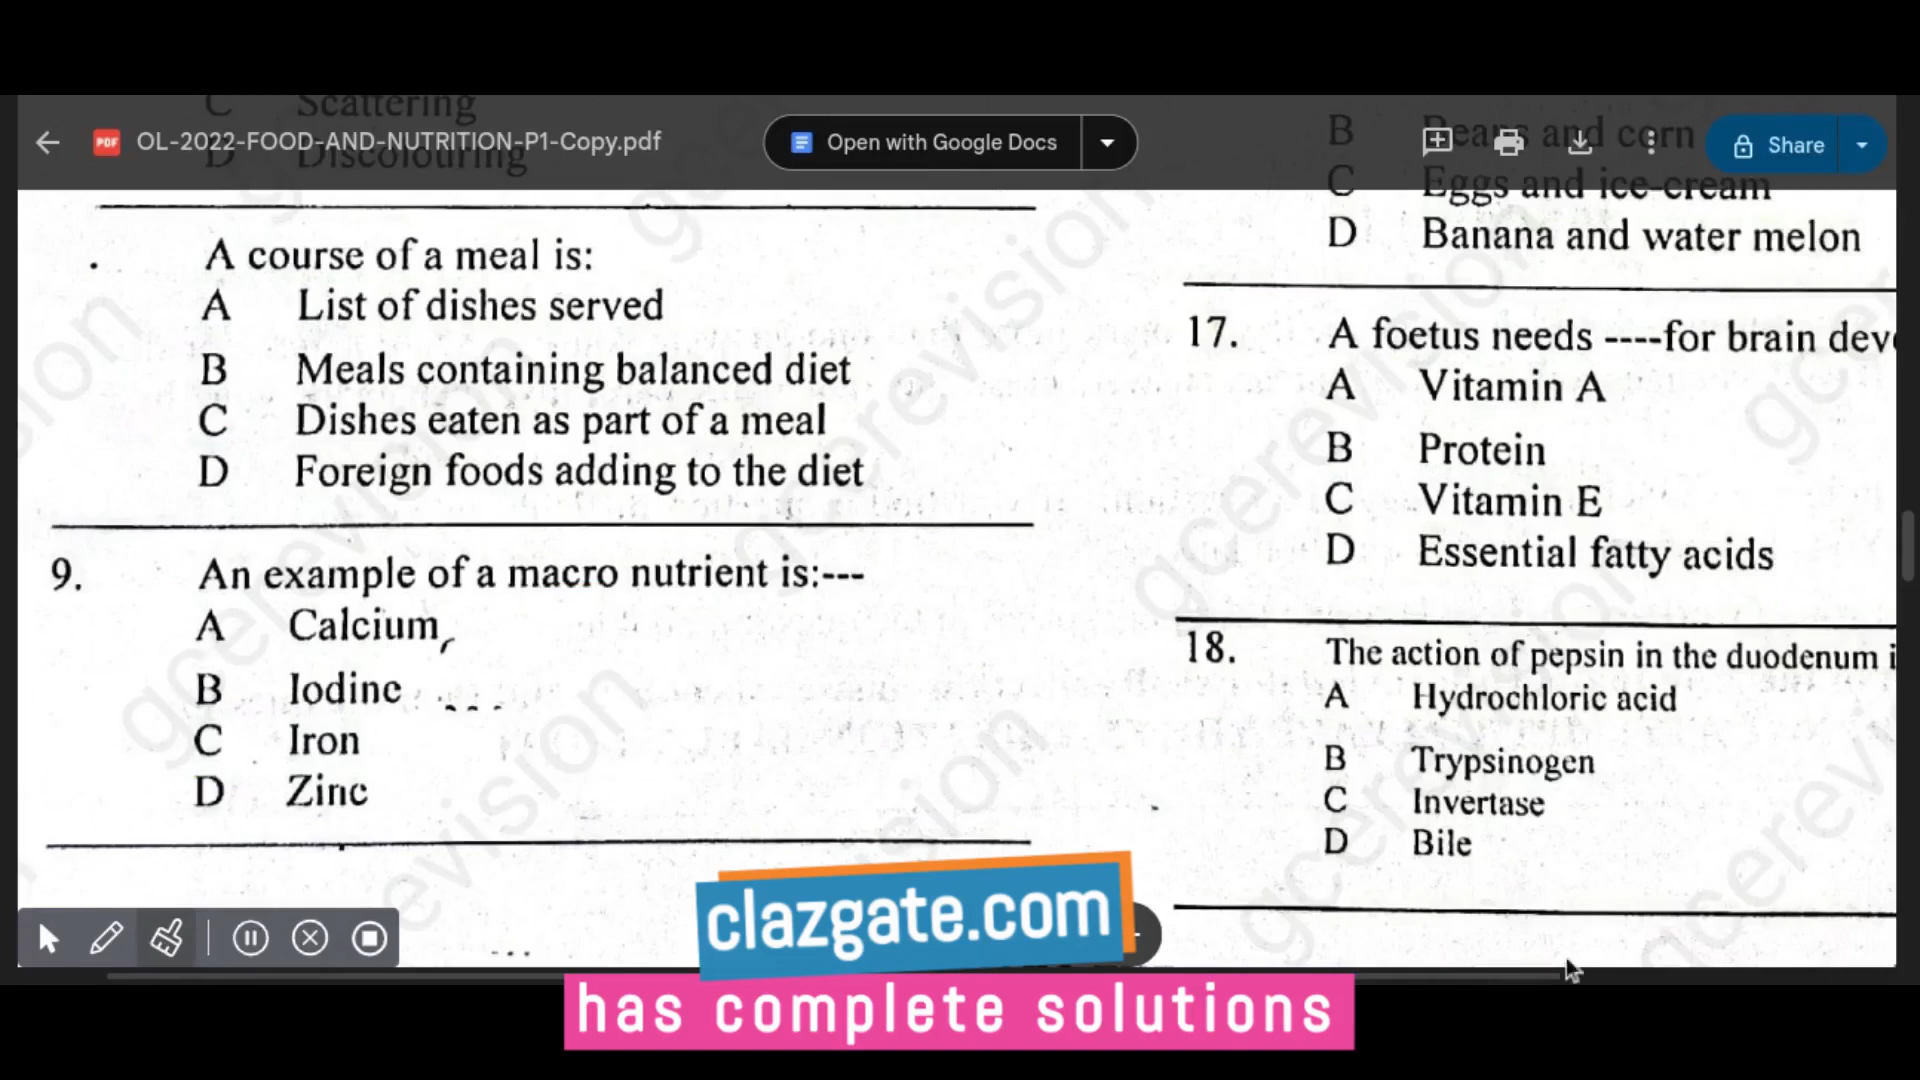 C Scattering
D Discolouring
OL-2022-FOOD-AND-NUTRITION-P1-Copy.pdf
PDF
Open with Google Docs
Share
. A course of a meal is:
A List of dishes served
B Meals containing balanced diet
C Dishes eaten as part of a meal
D Foreign foods adding to the diet
9. An example of a macro nutrient is:---
A Calcium
B Iodine
C Iron
D Zinc
B Beans and corn
C Eggs and ice-cream
D Banana and water melon
17. A foetus needs ----for brain dev
A Vitamin A
B Protein
C Vitamin E
D Essential fatty acids
18. The action of pepsin in the duodenum i
A Hydrochloric acid
B Trypsinogen
C Invertase
D Bile
gcerevision
clazgate.com
has complete solutions